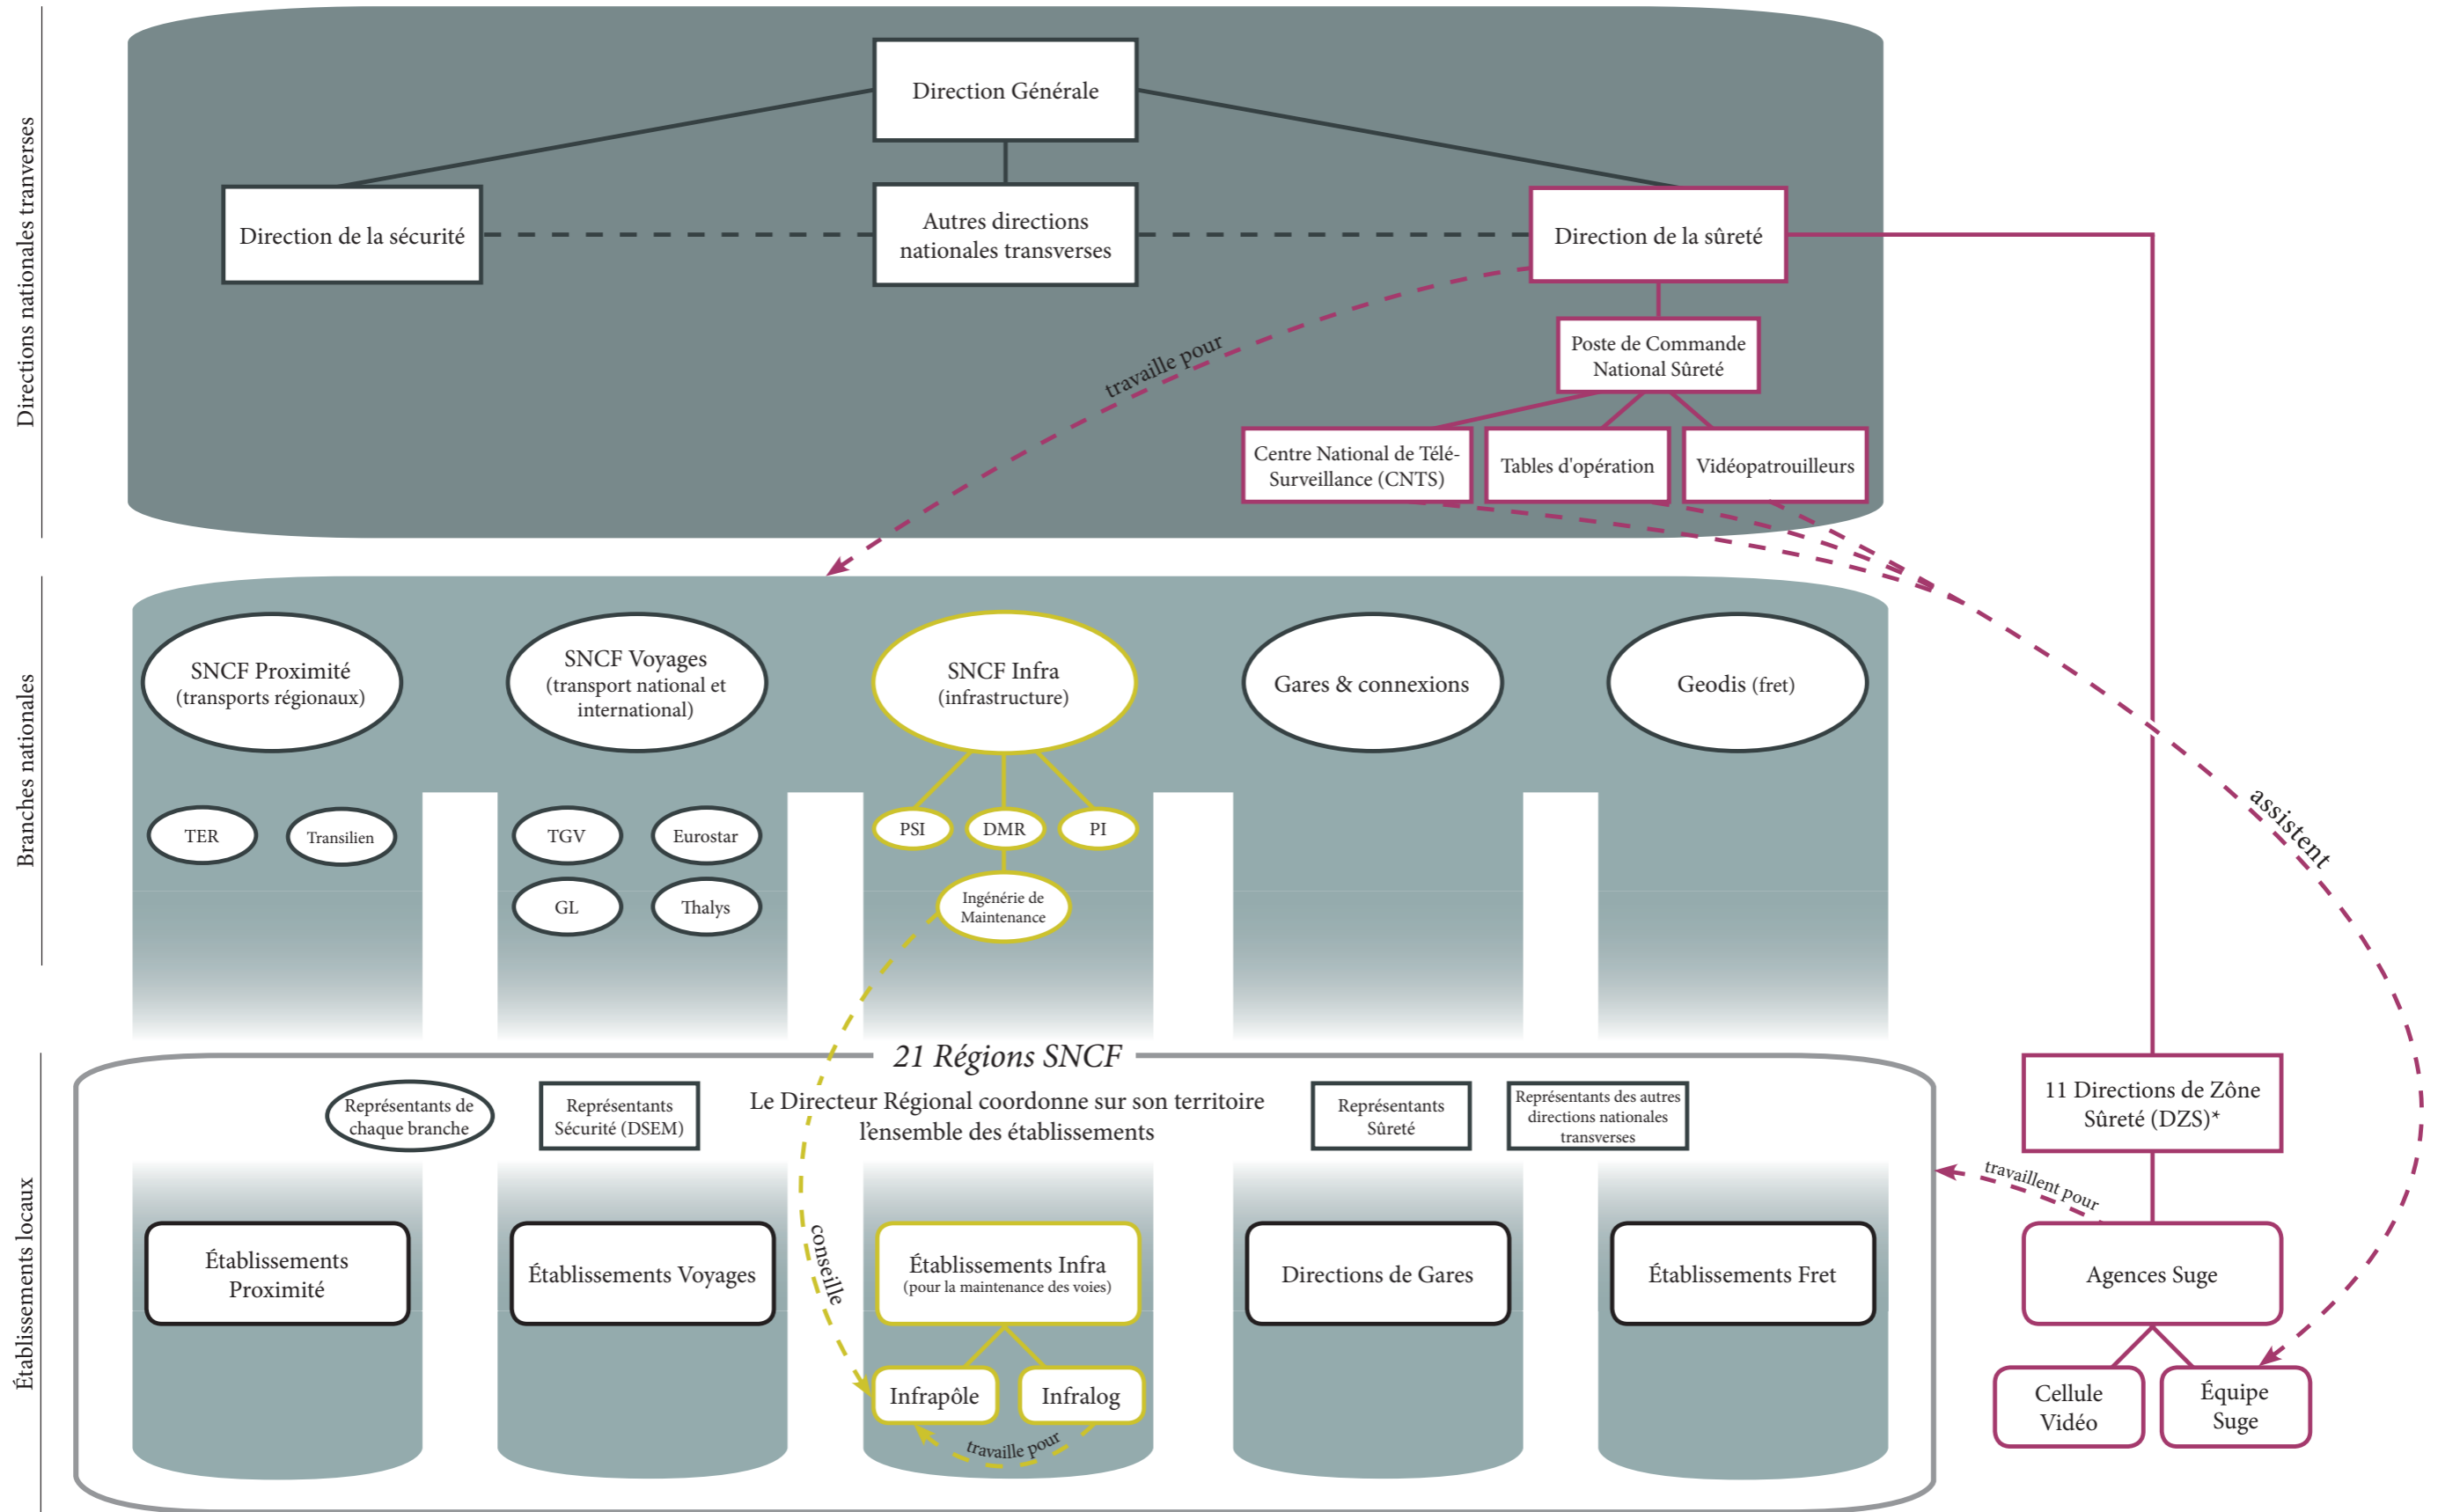 Directions nationales tranverses
Direction Générale
Direction de la sécurité
Autres directions
nationales transverses
Direction de la sûreté
travaille pour
Poste de Commande
National Sûreté
Centre National de Télé-
Surveillance (CNTS)
Tables d'opération
Vidéopatrouilleurs
Branches nationales
SNCF Proximité
(transports régionaux)
SNCF Voyages
(transport national et
international)
SNCF Infra
(infrastructure)
Gares & connexions
Geodis (fret)
TER
Transilien
TGV
Eurostar
GL
Thalys
PSI
DMR
PI
Ingénérie de
Maintenance
assistent
Établissements locaux
21 Régions SNCF
Représentants de
chaque branche
Représentants
Sécurité (DSEM)
Le Directeur Régional coordonne sur son territoire
l'ensemble des établissements
Représentants
Sûreté
Représentants des autres
directions nationales
transverses
11 Directions de Zône
Sûreté (DZS)*
travaillent pour
conseille
Établissements
Proximité
Établissements Voyages
Établissements Infra
(pour la maintenance des voies)
Directions de Gares
Établissements Fret
Agences Suge
Infrapôle
Infralog
travaille pour
Cellule
Vidéo
Équipe
Suge